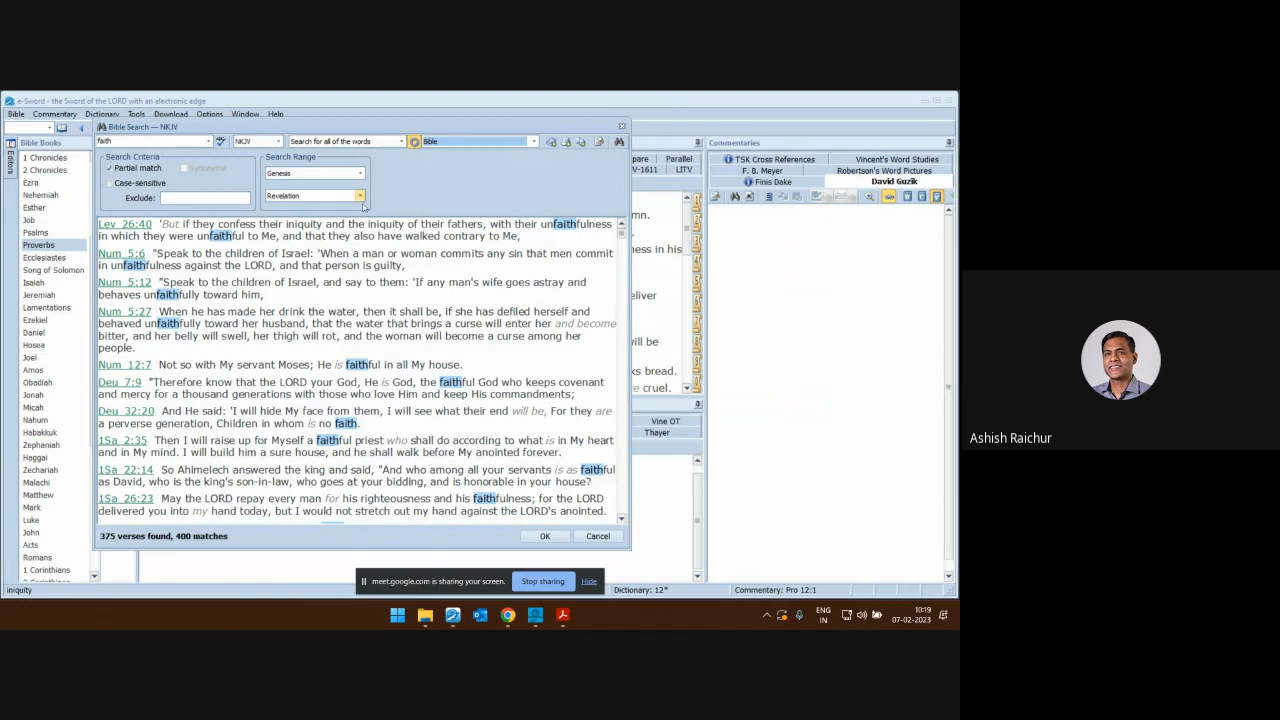 e-Sword - the Sword of the LORD with an electronic edge
Bible Commentary Dictionary Tools Download Options Window Help
Bible Search — NKJV
faith NKJV Search for all of the words Bible
Search Criteria
Partial match Synonyms
Case-sensitive
Exclude:
Search Range
Genesis
Revelation
Editors
Bible Books
1 Chronicles
2 Chronicles
Ezra
Nehemiah
Esther
Job
Psalms
Proverbs
Ecclesiastes
Song of Solomon
Isaiah
Jeremiah
Lamentations
Ezekiel
Daniel
Hosea
Joel
Amos
Obadiah
Jonah
Micah
Nahum
Habakkuk
Zephaniah
Haggai
Zechariah
Malachi
Matthew
Mark
Luke
John
Acts
Romans
1 Corinthians
Lev 26:40 'But if they confess their iniquity and the iniquity of their fathers, with their unfaithfulness
in which they were unfaithful to Me, and that they also have walked contrary to Me,
Num 5:6 "Speak to the children of Israel: 'When a man or woman commits any sin that men commit
in unfaithfulness against the LORD, and that person is guilty,
Num 5:12 "Speak to the children of Israel, and say to them: 'If any man's wife goes astray and
behaves unfaithfully toward him,
Num 5:27 When he has made her drink the water, then it shall be, if she has defiled herself and
behaved unfaithfully toward her husband, that the water that brings a curse will enter her and become
bitter, and her belly will swell, her thigh will rot, and the woman will become a curse among her
people.
Num 12:7 Not so with My servant Moses; He is faithful in all My house.
Deu 7:9 "Therefore know that the LORD your God, He is God, the faithful God who keeps covenant
and mercy for a thousand generations with those who love Him and keep His commandments;
Deu 32:20 And He said: 'I will hide My face from them, I will see what their end will be, For they are
a perverse generation, Children in whom is no faith.
1Sa 2:35 Then I will raise up for Myself a faithful priest who shall do according to what is in My heart
and in My mind. I will build him a sure house, and he shall walk before My anointed forever.
1Sa 22:14 So Ahimelech answered the king and said, "And who among all your servants is as faithful
as David, who is the king's son-in-law, who goes at your bidding, and is honorable in your house?
1Sa 26:23 May the LORD repay every man for his righteousness and his faithfulness; for the LORD
delivered you into my hand today, but I would not stretch out my hand against the LORD's anointed.
375 verses found, 400 matches
OK Cancel
pare Parallel
V-1611 LITV
mn.
ness in his
eliver
will be
ks bread.
e cruel.
Vine OT
Thayer
Commentaries
TSK Cross References Vincent's Word Studies
F. B. Meyer Robertson's Word Pictures
Finis Dake David Guzik
meet.google.com is sharing your screen. Stop sharing Hide
iniquity Dictionary: 12* Commentary: Pro 12:1
ENG
IN
10:19
07-02-2023
Ashish Raichur